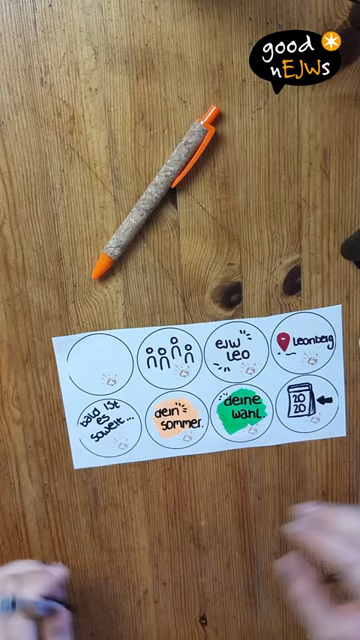 good
nEJWs
ejw
leo
Leonberg
bald ist
es
soweit...
dein
sommer.
deine
wahl.
20
20